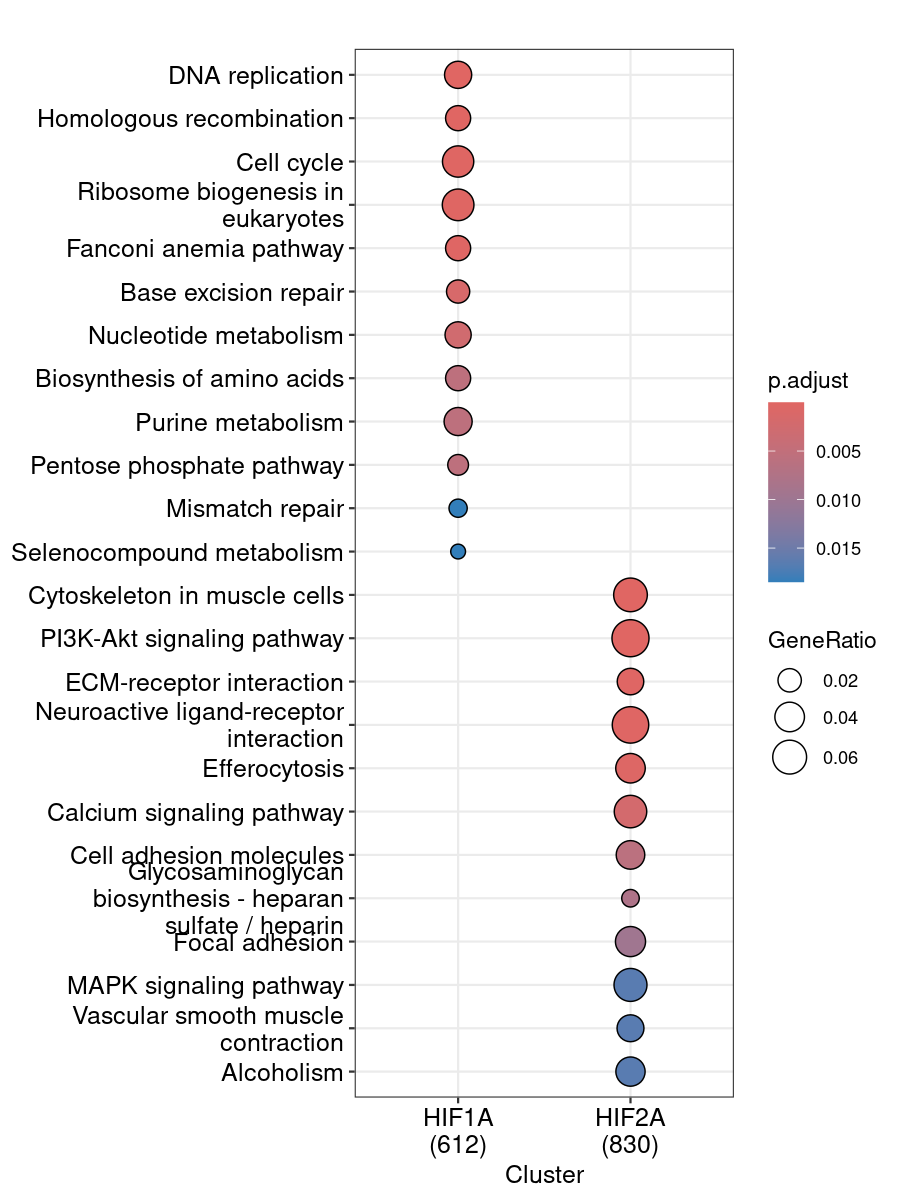 DNA replication
Homologous recombination
Cell cycle
Ribosome biogenesis in
eukaryotes
Fanconi anemia pathway
Base excision repair
Nucleotide metabolism
Biosynthesis of amino acids
Purine metabolism
Pentose phosphate pathway
Mismatch repair
Selenocompound metabolism
Cytoskeleton in muscle cells
PI3K-Akt signaling pathway
ECM-receptor interaction
Neuroactive ligand-receptor
interaction
Efferocytosis
Calcium signaling pathway
Cell adhesion molecules
Glycosaminoglycan
biosynthesis - heparan
sulfate / heparin
Focal adhesion
MAPK signaling pathway
Vascular smooth muscle
contraction
Alcoholism
HIF1A
(612)
HIF2A
(830)
Cluster
p.adjust
0.005
0.010
0.015
GeneRatio
0.02
0.04
0.06